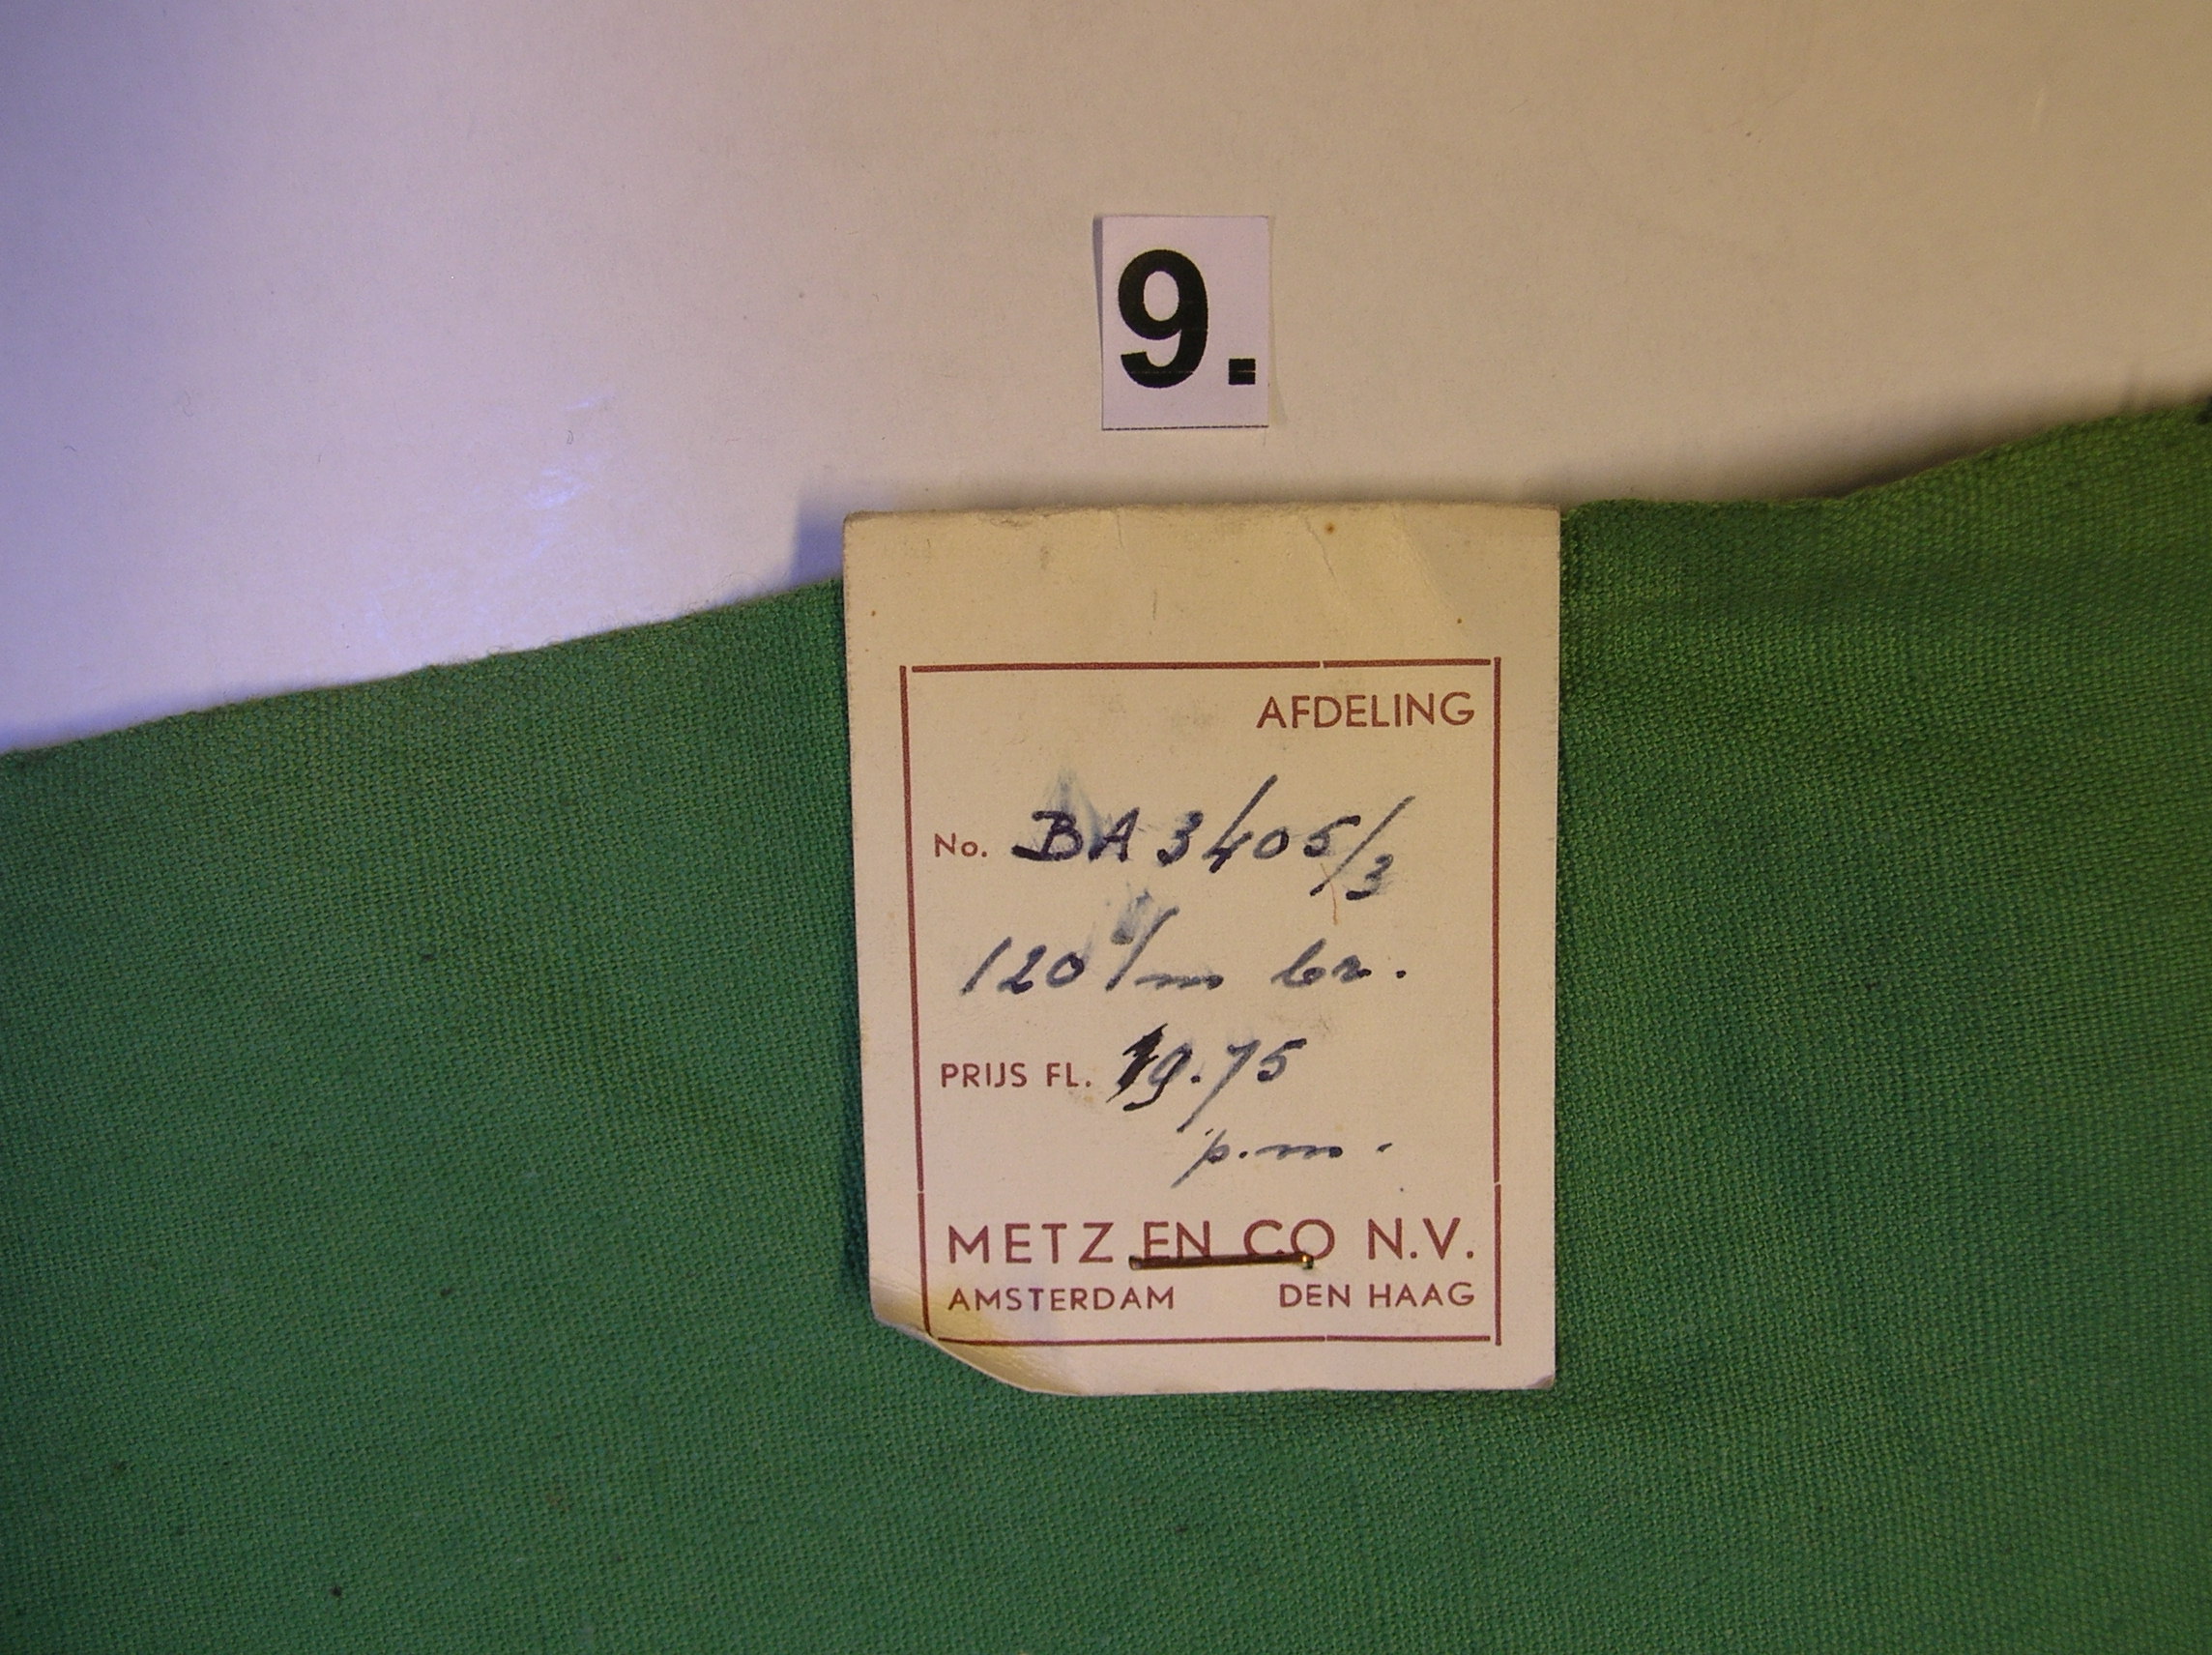 9.
AFDELING
No. BA 3405/3
120 c/m br.
PRIJS FL. 19.75
p.m.
METZ EN CO N.V.
AMSTERDAM DEN HAAG